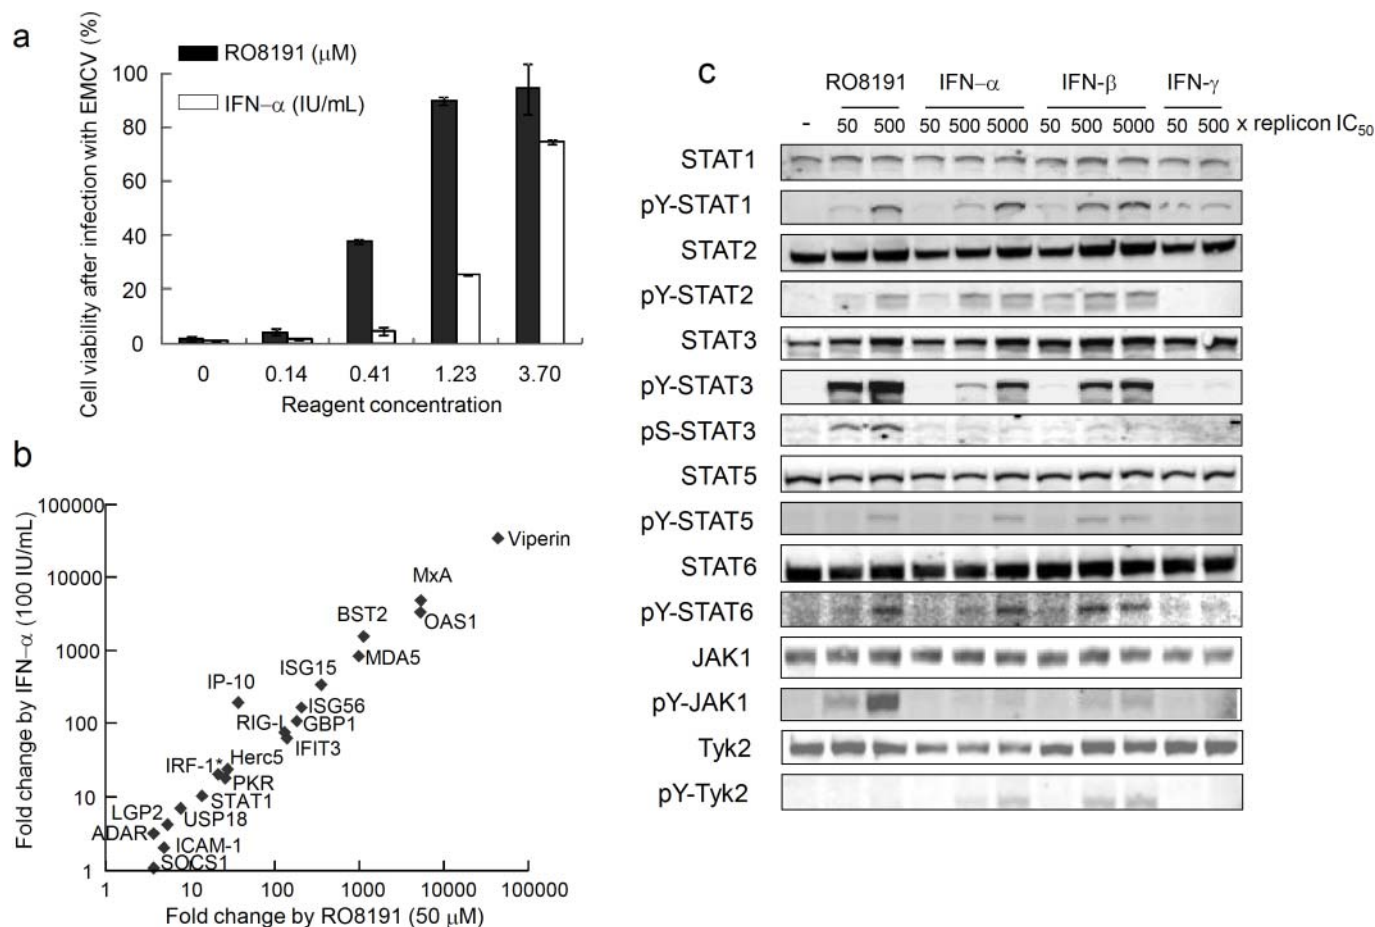 a
Cell viability after infection with EMCV (%)
RO8191 (μM)
IFN−α (IU/mL)
100
80
60
40
20
0
0 0.14 0.41 1.23 3.70
Reagent concentration
b
Fold change by IFN−α (100 IU/mL)
100000
10000
1000
100
10
1
Viperin
MxA
OAS1
BST2
MDA5
ISG15
IP-10
ISG56
RIG-I
GBP1
IFIT3
IRF-1*
Herc5
PKR
STAT1
LGP2
USP18
ADAR
ICAM-1
SOCS1
1 10 100 1000 10000 100000
Fold change by RO8191 (50 μM)
c
RO8191 IFN−α IFN-β IFN-γ
- 50 500 50 500 5000 50 500 5000 50 500 x replicon IC50
STAT1
pY-STAT1
STAT2
pY-STAT2
STAT3
pY-STAT3
pS-STAT3
STAT5
pY-STAT5
STAT6
pY-STAT6
JAK1
pY-JAK1
Tyk2
pY-Tyk2